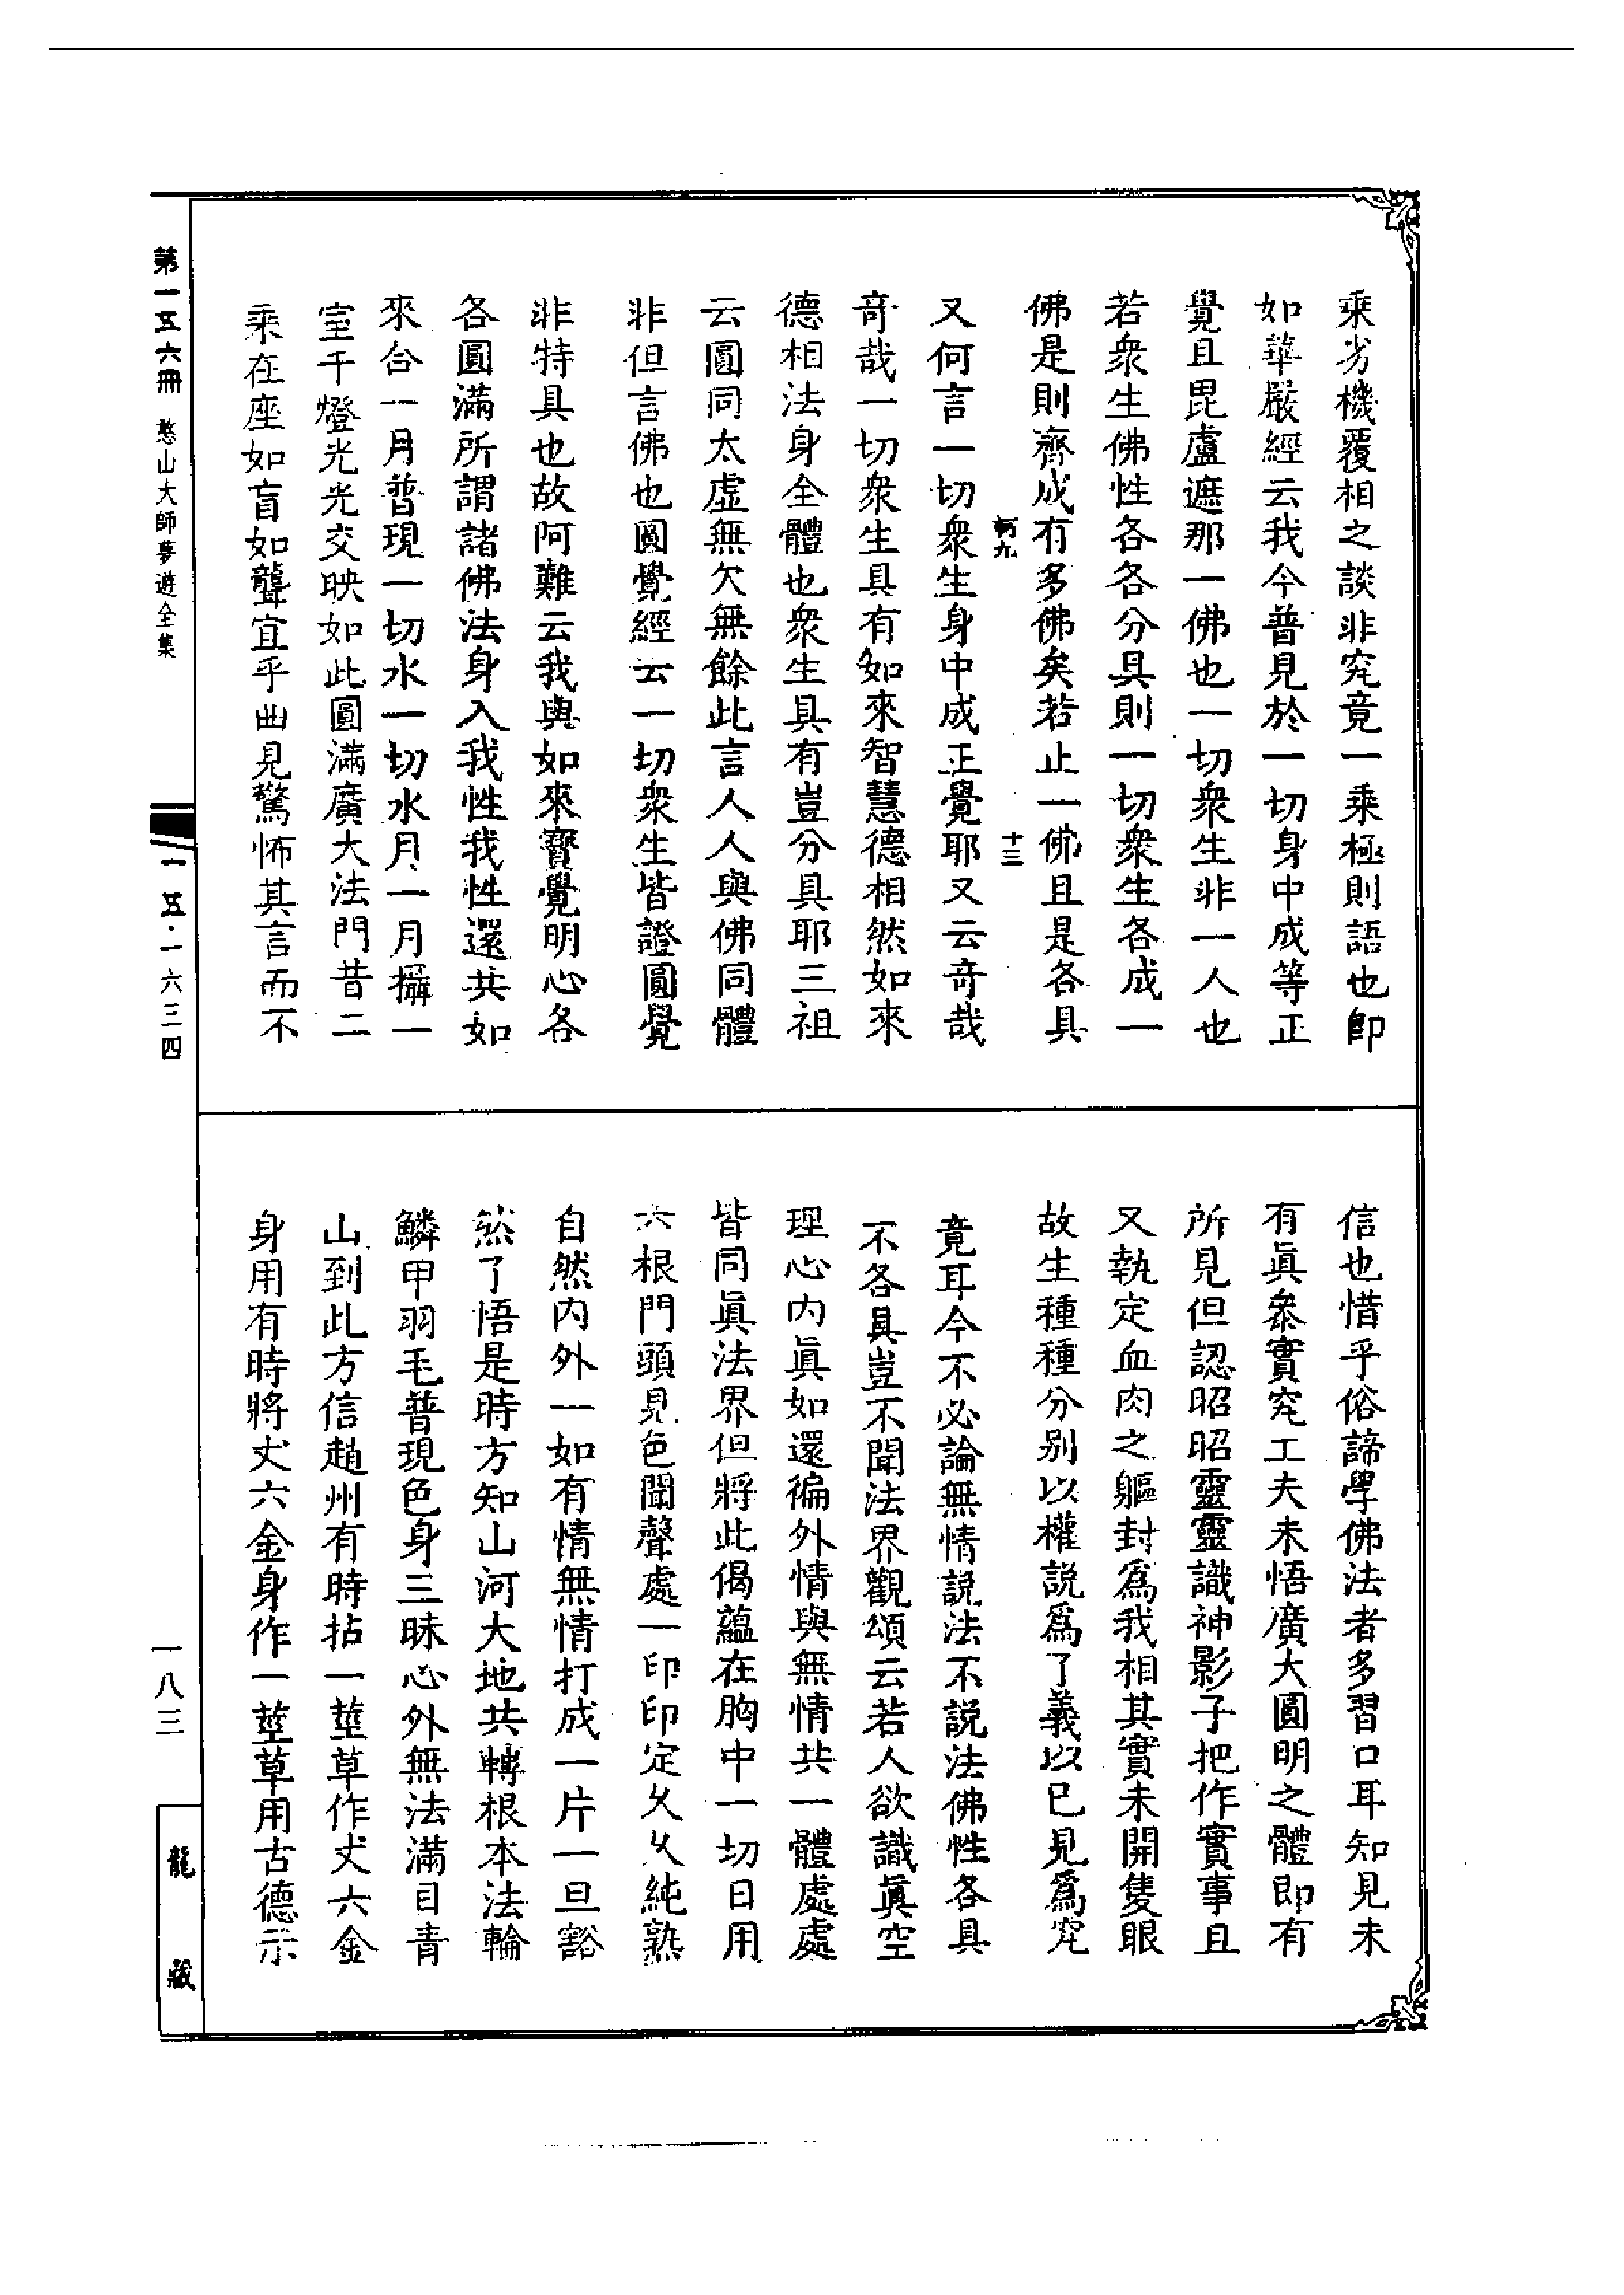 乘劣機覆相之談非究竟一乘極則語也卽
如華嚴經云我今普見於一切身中成等正
覺且毘盧遮那一佛也一切衆生非一人也
若衆生佛性各各分具則一切衆生各成一
佛是則齊成有多佛矣若止一佛且是各具
軻九
十三
又何言一切衆生身中成正覺耶又云竒哉
竒哉一切衆生具有如來智慧德相然如來
德相法身全體也衆生具有豈分具耶三祖
云圓同太虛無欠無餘此言人人與佛同體
非但言佛也圓覺經云一切衆生皆證圓覺
非特具也故阿難云我與如來寶覺明心各
各圓滿所謂諸佛法身入我性我性還共如
來合一月普現一切水一切水月一月攝一
室千燈光光交映如此圓滿廣大法門昔二
乘在座如盲如聾宜乎曲見驚怖其言而不
信也惜乎俗諦學佛法者多習口耳知見未
有眞叅實究工夫未悟廣大圓明之體卽有
所見但認昭昭靈靈識神影子把作實事且
又執定血肉之軀封爲我相其實未開隻眼
故生種種分別以權說爲了義以已見爲究
竟耳今不必論無情說法不說法佛性各具
不各具豈不聞法界觀頌云若人欲識眞空
理心內眞如還徧外情與無情共一體處處
皆同眞法界但將此偈蘊在胸中一切日用
六根門頭見色聞聲處一印印定久久純熟
自然內外一如有情無情打成一片一旦豁
然了悟是時方知山河大地共轉根本法輪
鱗甲羽毛普現色身三昧心外無法滿目青
山到此方信趙州有時拈一莖草作丈六金
身用有時將丈六金身作一莖草用古德示
第一五六冊 憨山大師夢遊全集
一五·一六三四
一八三
龍藏